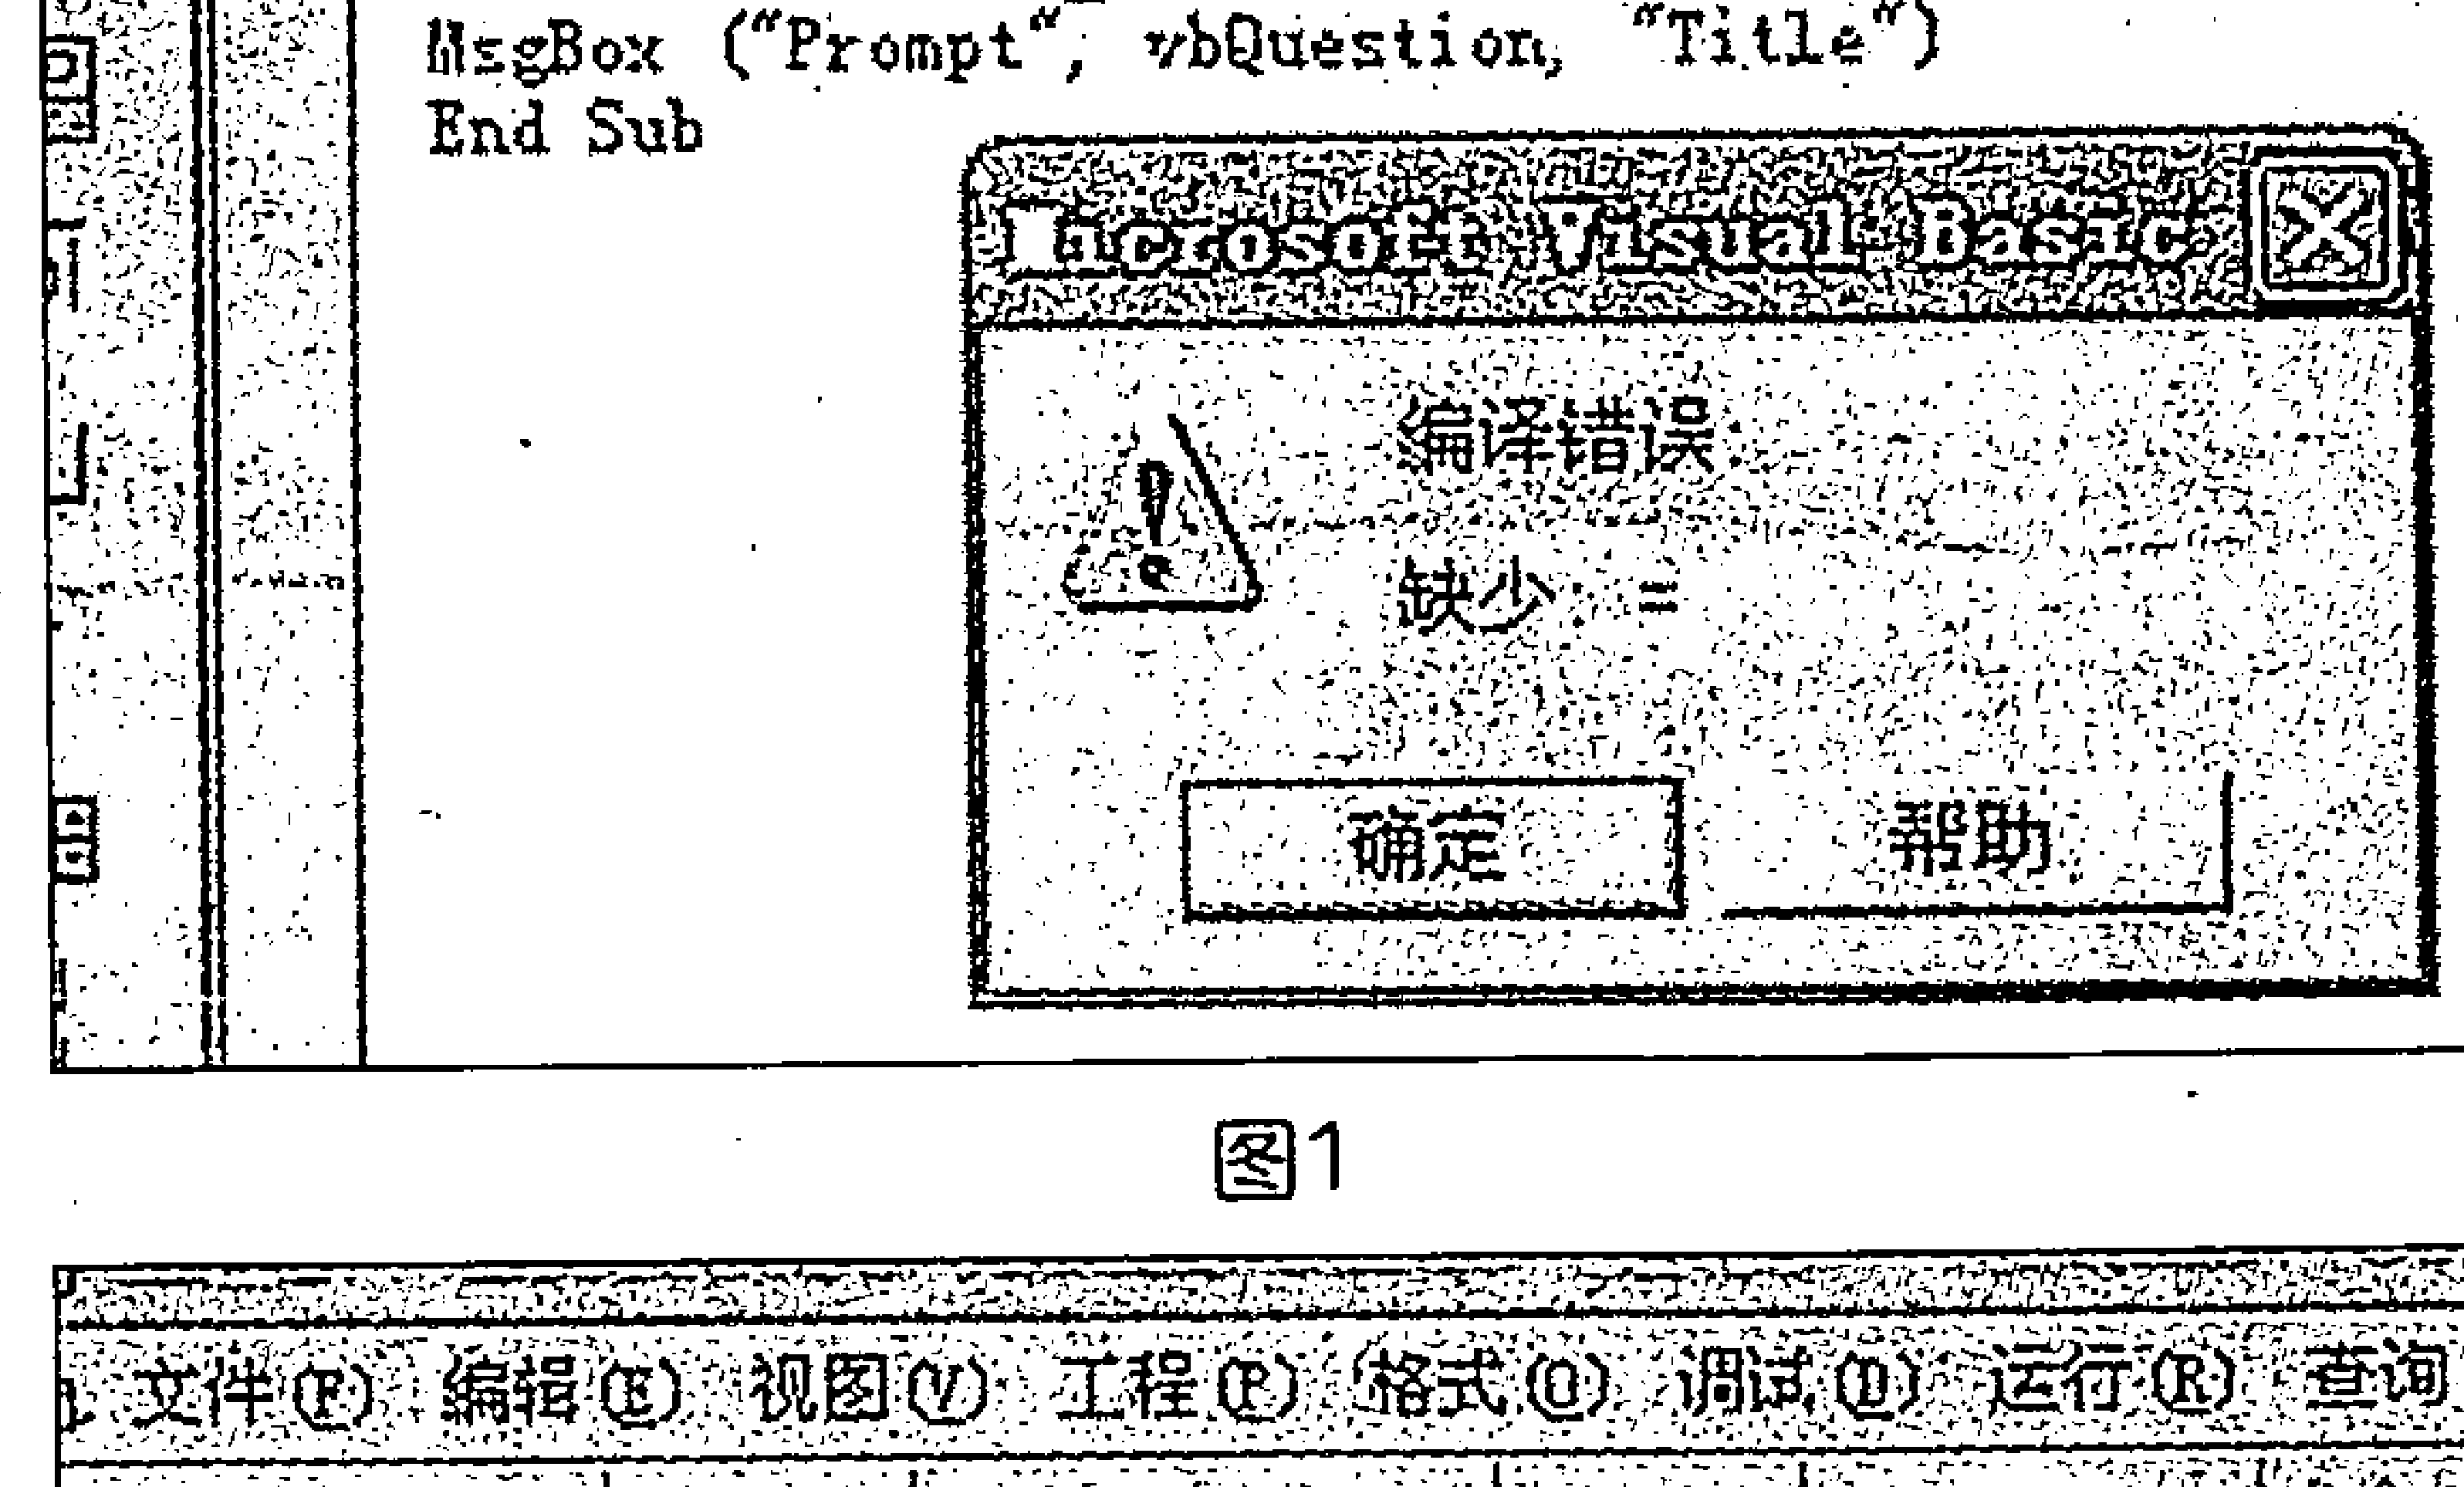 MsgBox ("Prompt", vbQuestion, "Title")
End Sub
Microsoft Visual Basic
编译错误:
缺少: =
确定 帮助
图1
文件(F) 编辑(E) 视图(V) 工程(P) 格式(O) 调试(D) 运行(R) 查询